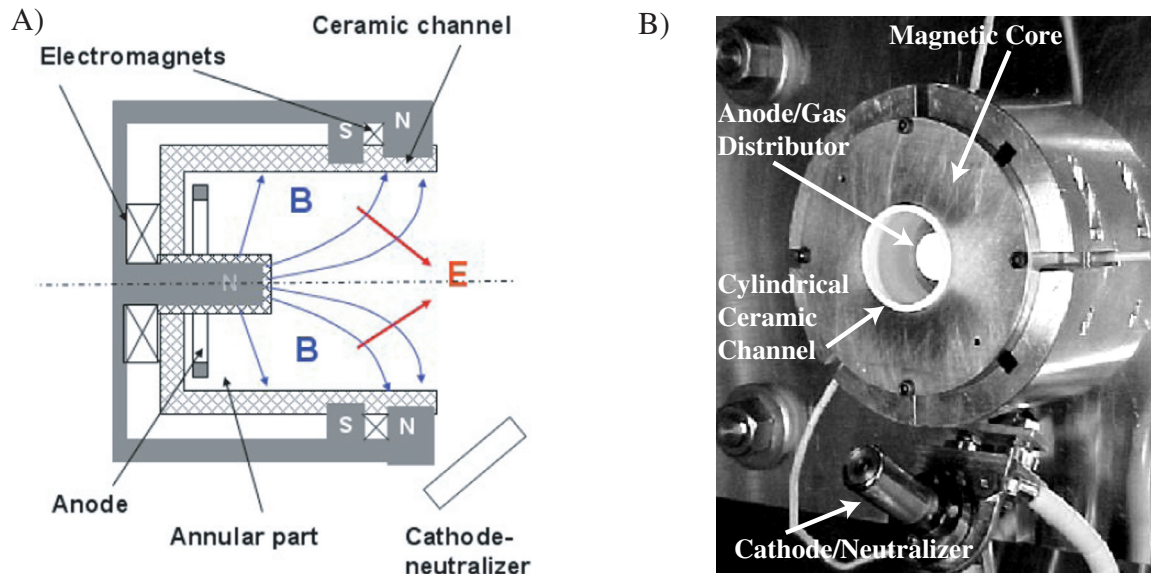 A)
Ceramic channel
Electromagnets
S
N
B
N
E
B
S
N
Anode
Annular part
Cathode-
neutralizer
B)
Magnetic Core
Anode/Gas
Distributor
Cylindrical
Ceramic
Channel
Cathode/Neutralizer